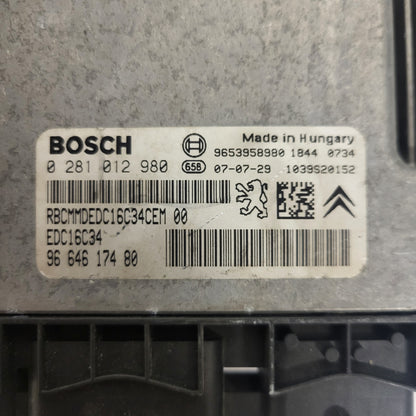 BOSCH
Made in Hungary
9653958980 1844 0734
0 281 012 980 658 07-07-29 1039S20152
RBCMMDEDC16C34CEM 00
EDC16C34
96 646 174 80